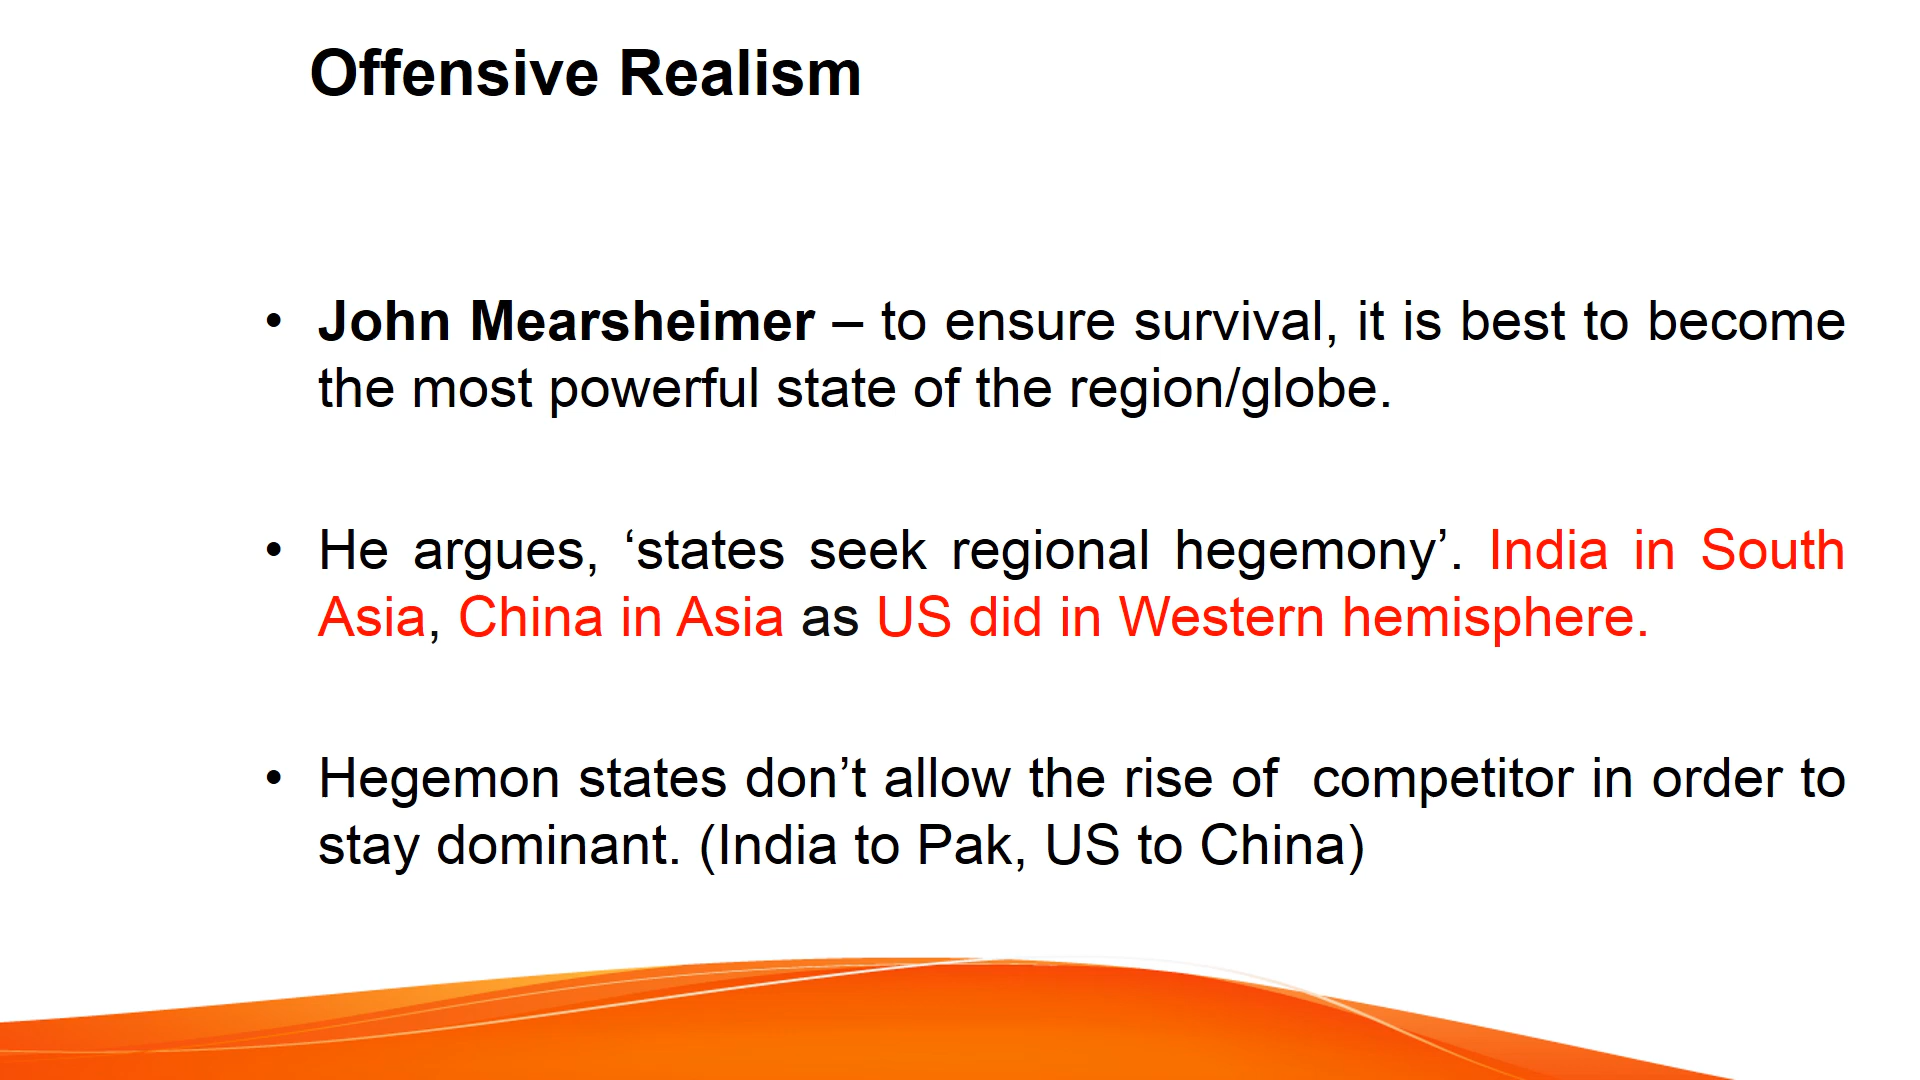 Offensive Realism
• John Mearsheimer – to ensure survival, it is best to become
the most powerful state of the region/globe.
• He argues, ‘states seek regional hegemony’. India in South
Asia, China in Asia as US did in Western hemisphere.
• Hegemon states don’t allow the rise of  competitor in order to
stay dominant. (India to Pak, US to China)